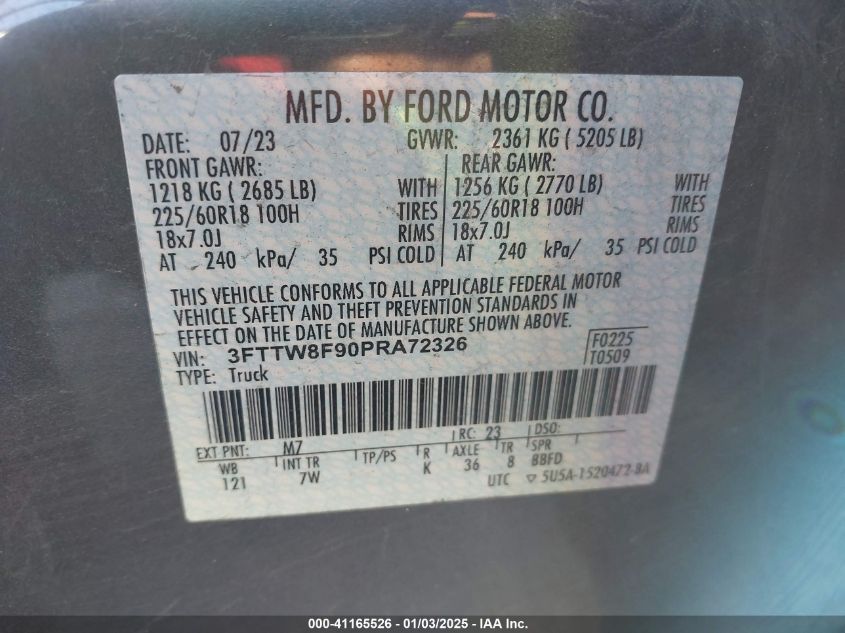 MFD. BY FORD MOTOR CO.
DATE: 07/23 GVWR: 2361 KG ( 5205 LB)
FRONT GAWR: REAR GAWR:
1218 KG ( 2685 LB) WITH 1256 KG ( 2770 LB) WITH
225/60R18 100H TIRES 225/60R18 100H TIRES
18x7.0J RIMS 18x7.0J RIMS
AT 240 kPa/ 35 PSI COLD AT 240 kPa/ 35 PSI COLD
THIS VEHICLE CONFORMS TO ALL APPLICABLE FEDERAL MOTOR
VEHICLE SAFETY AND THEFT PREVENTION STANDARDS IN
EFFECT ON THE DATE OF MANUFACTURE SHOWN ABOVE.
VIN: 3FTTW8F90PRA72326 F0225
TYPE: Truck T0509
EXT PNT: M7 RC: 23 DSO:
WB INT TR TP/PS R AXLE TR SPR
121 7W K 36 8 BBFD
UTC ▽ 5U5A-1520472-BA
000-41165526 - 01/03/2025 - IAA Inc.